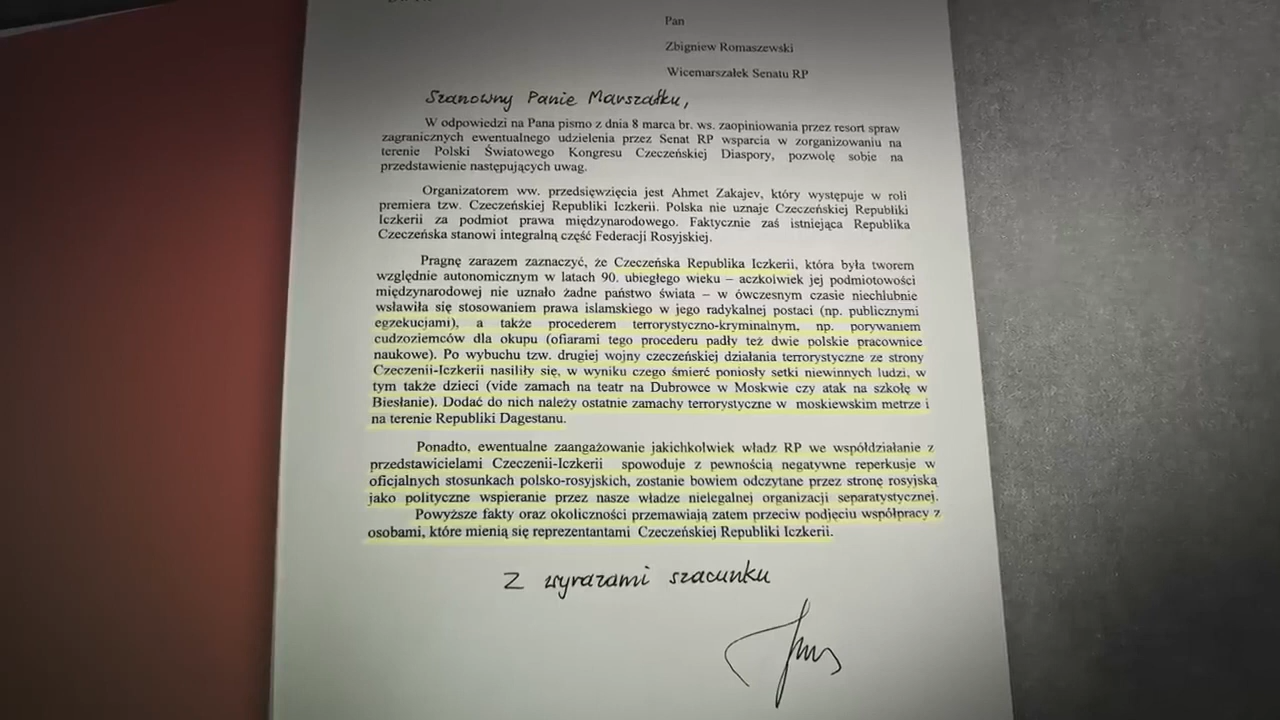 Pan
Zbigniew Romaszewski
Wicemarszałek Senatu RP
Szanowny Panie Marszałku,
W odpowiedzi na Pana pismo z dnia 8 marca br. ws. zaopiniowania przez resort spraw
zagranicznych ewentualnego udzielenia przez Senat RP wsparcia w zorganizowaniu na
terenie Polski Światowego Kongresu Czeczeńskiej Diaspory, pozwolę sobie na
przedstawienie następujących uwag.
Organizatorem ww. przedsięwzięcia jest Ahmet Zakajev, który występuje w roli
premiera tzw. Czeczeńskiej Republiki Iczkerii. Polska nie uznaje Czeczeńskiej Republiki
Iczkerii za podmiot prawa międzynarodowego. Faktycznie zaś istniejąca Republika
Czeczeńska stanowi integralną część Federacji Rosyjskiej.
Pragnę zarazem zaznaczyć, że Czeczeńska Republika Iczkerii, która była tworem
względnie autonomicznym w latach 90. ubiegłego wieku – aczkolwiek jej podmiotowości
międzynarodowej nie uznało żadne państwo świata – w ówczesnym czasie niechlubnie
wsławiła się stosowaniem prawa islamskiego w jego radykalnej postaci (np. publicznymi
egzekucjami), a także procederem terrorystyczno-kryminalnym, np. porywaniem
cudzoziemców dla okupu (ofiarami tego procederu padły też dwie polskie pracownice
naukowe). Po wybuchu tzw. drugiej wojny czeczeńskiej działania terrorystyczne ze strony
Czeczenii-Iczkerii nasiliły się, w wyniku czego śmierć poniosły setki niewinnych ludzi, w
tym także dzieci (vide zamach na teatr na Dubrowce w Moskwie czy atak na szkołę w
Biesłanie). Dodać do nich należy ostatnie zamachy terrorystyczne w moskiewskim metrze i
na terenie Republiki Dagestanu.
Ponadto, ewentualne zaangażowanie jakichkolwiek władz RP we współdziałanie z
przedstawicielami Czeczenii-Iczkerii spowoduje z pewnością negatywne reperkusje w
oficjalnych stosunkach polsko-rosyjskich, zostanie bowiem odczytane przez stronę rosyjską
jako polityczne wspieranie przez nasze władze nielegalnej organizacji separatystycznej.
Powyższe fakty oraz okoliczności przemawiają zatem przeciw podjęciu współpracy z
osobami, które mienią się reprezentantami Czeczeńskiej Republiki Iczkerii.
Z wyrazami szacunku